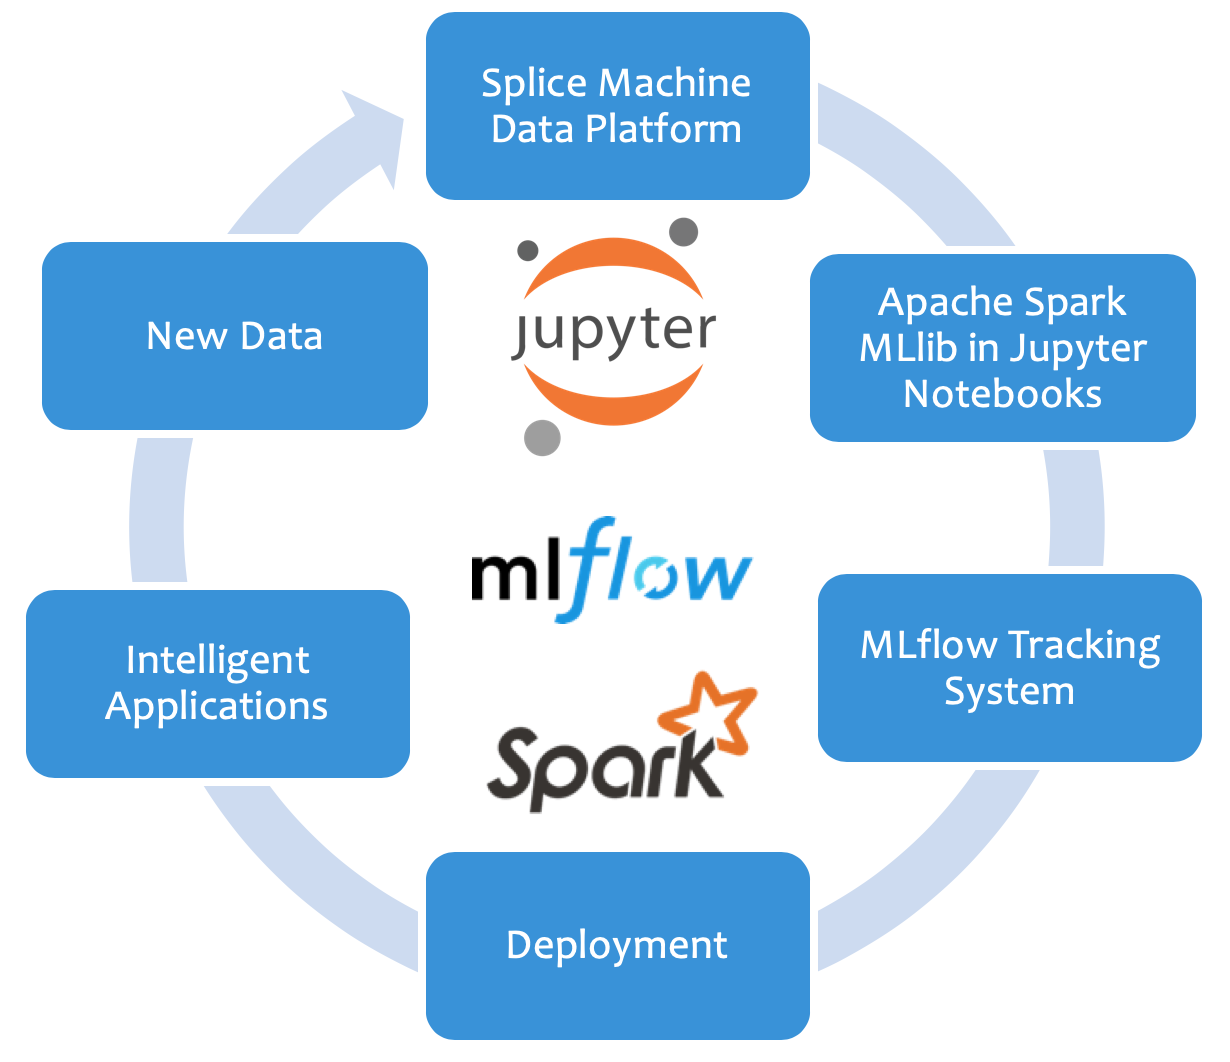 Splice Machine
Data Platform
Apache Spark
MLlib in Jupyter
Notebooks
MLflow Tracking
System
Deployment
Intelligent
Applications
New Data
jupyter
mlflow
Spark